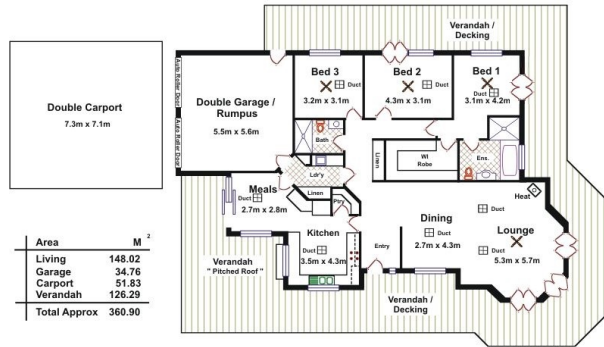 Verandah /
Decking
Auto Roller Door
Auto Roller Door
Double Carport
7.3m x 7.1m
Double Garage /
Rumpus
5.5m x 5.6m
Bed 3
Duct
3.2m x 3.1m
Bed 2
Duct
4.3m x 3.1m
Bed 1
Duct
3.1m x 4.2m
Bath
Ldr'y
Linen
Linen
WI
Robe
Ens.
Meals
Duct
2.7m x 2.8m
Ptry
Kitchen
Duct
3.5m x 4.3m
Entry
Dining
Duct
2.7m x 4.3m
Duct
Duct
Heat
Lounge
5.3m x 5.7m
Verandah
" Pitched Roof "
Verandah /
Decking
Area M 2
Living 148.02
Garage 34.76
Carport 51.83
Verandah 126.29
Total Approx 360.90